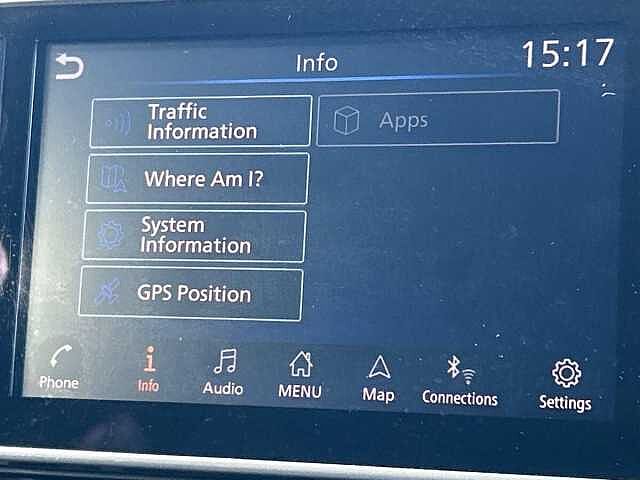 Info
15:17
Traffic
Information
Apps
Where Am I?
System
Information
GPS Position
Phone
Info
Audio
MENU
Map
Connections
Settings